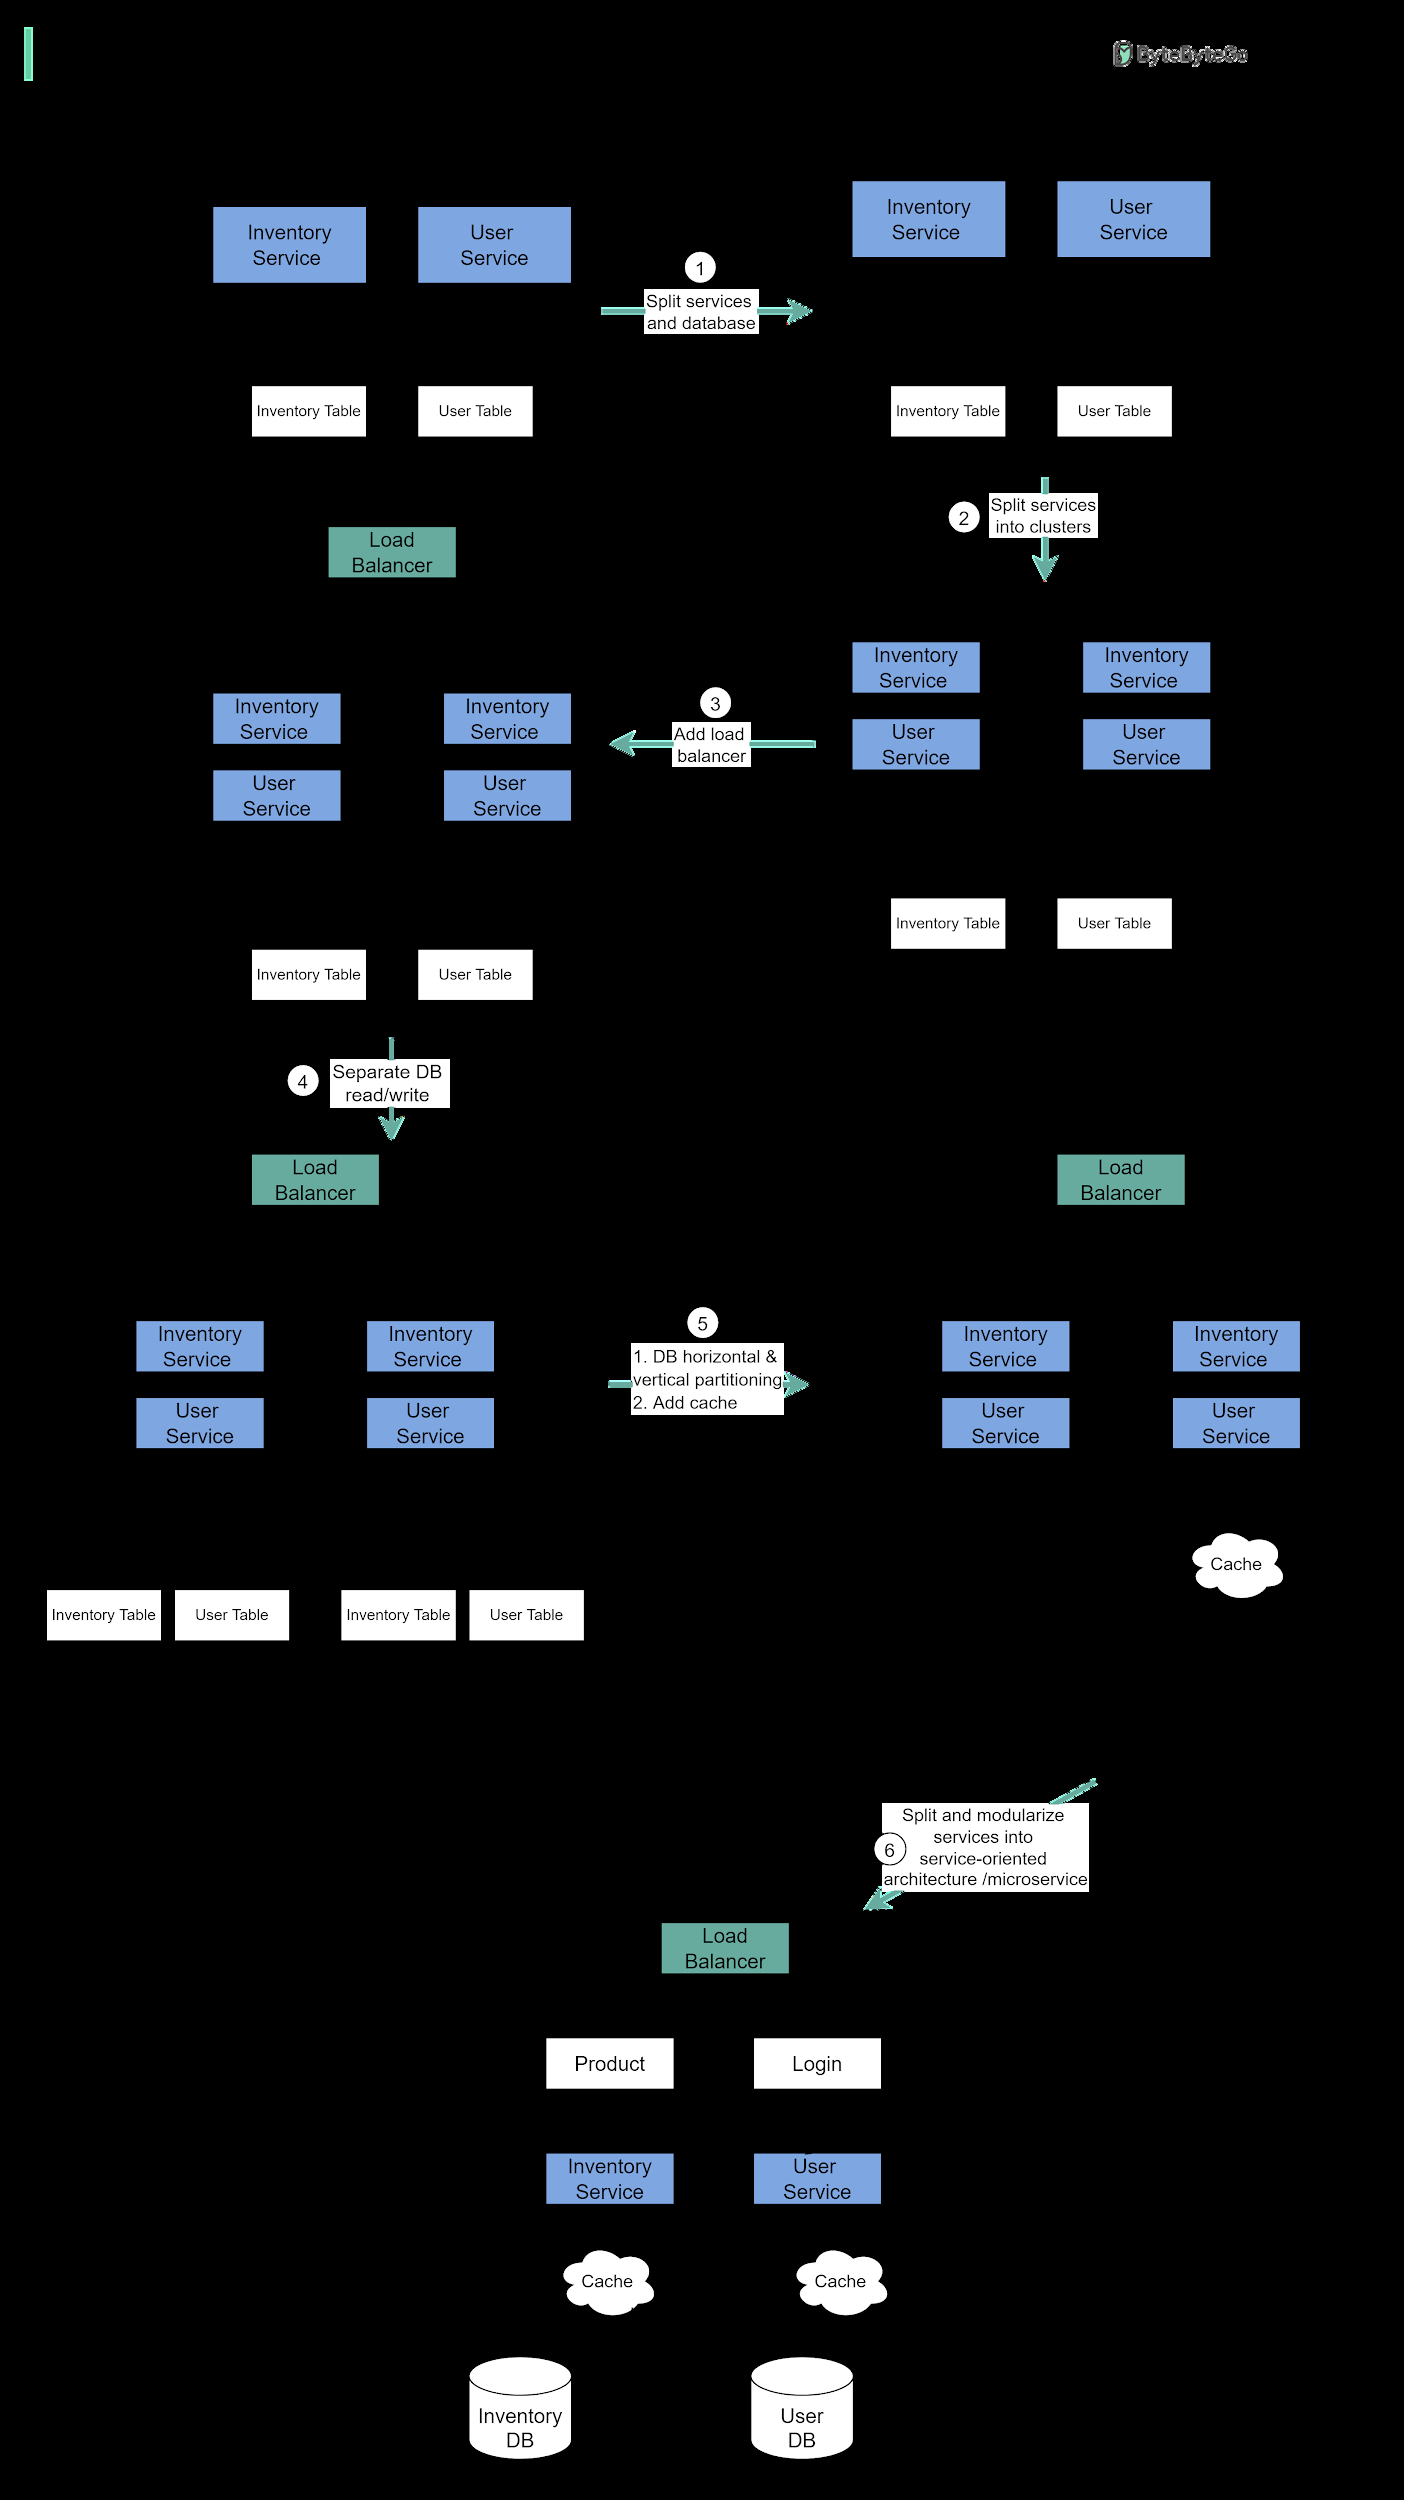 ByteByteGo
Inventory
Service
User
Service
Inventory
Service
User
Service
1
Split services
and database
Inventory Table
User Table
Inventory Table
User Table
2
Split services
into clusters
Load
Balancer
Inventory
Service
Inventory
Service
User
Service
User
Service
3
Add load
balancer
Inventory
Service
Inventory
Service
User
Service
User
Service
Inventory Table
User Table
Inventory Table
User Table
4
Separate DB
read/write
Load
Balancer
Load
Balancer
Inventory
Service
Inventory
Service
User
Service
User
Service
5
1. DB horizontal &
vertical partitioning
2. Add cache
Inventory
Service
Inventory
Service
User
Service
User
Service
Cache
Inventory Table
User Table
Inventory Table
User Table
6
Split and modularize
services into
service-oriented
architecture /microservice
Load
Balancer
Product
Login
Inventory
Service
User
Service
Cache
Cache
Inventory
DB
User
DB